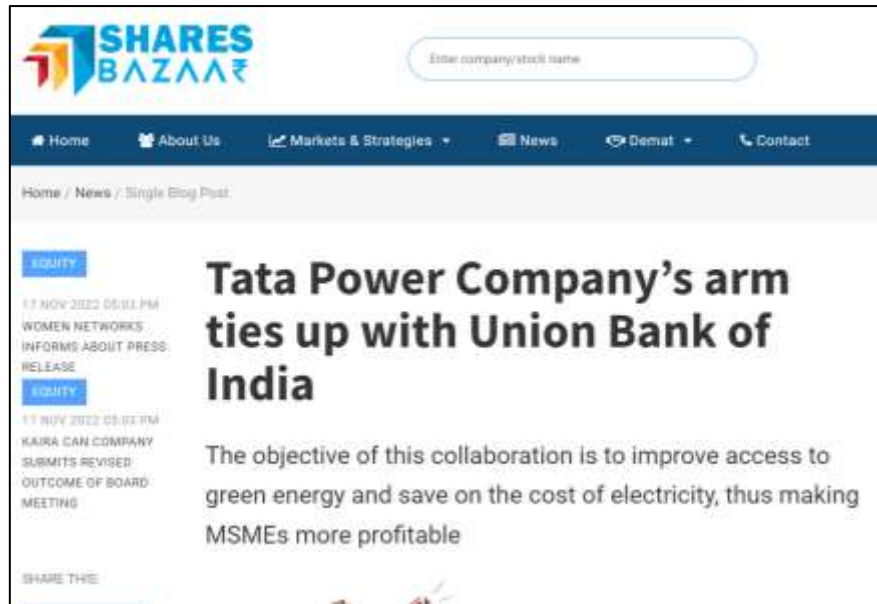 SHARES
BAZAAR₹
Enter company/stock name
Home About Us Markets & Strategies News Demat Contact
Home / News / Single Blog Post
EQUITY
17 NOV 2022 05:03 PM
WOMEN NETWORKS
INFORMS ABOUT PRESS
RELEASE
EQUITY
17 NOV 2022 05:03 PM
KAIRA CAN COMPANY
SUBMITS REVISED
OUTCOME OF BOARD
MEETING
SHARE THIS:
Tata Power Company’s arm
ties up with Union Bank of
India
The objective of this collaboration is to improve access to
green energy and save on the cost of electricity, thus making
MSMEs more profitable